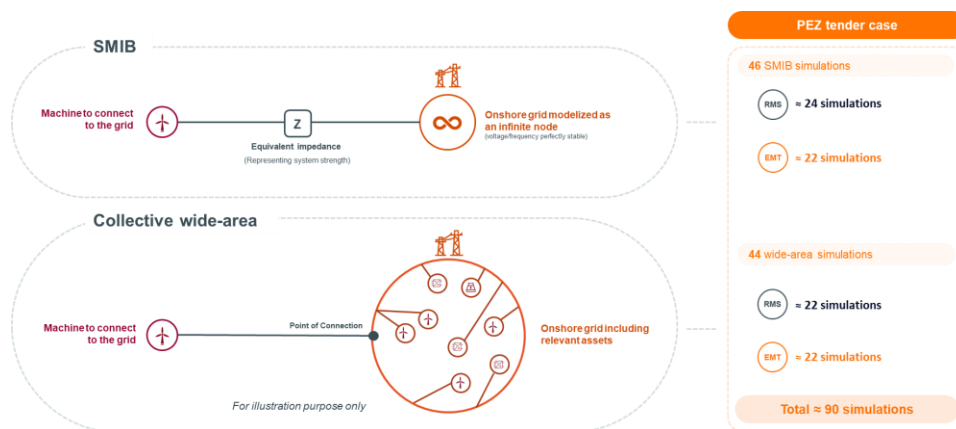 SMIB
Machine to connect
to the grid
Z
Equivalent impedance
(Representing system strength)
Onshore grid modelized as
an infinite node
(voltage/frequency perfectly stable)
Collective wide-area
Machine to connect
to the grid
Point of Connection
Onshore grid including
relevant assets
For illustration purpose only
PEZ tender case
46 SMIB simulations
RMS ≈ 24 simulations
EMT ≈ 22 simulations
44 wide-area simulations
RMS ≈ 22 simulations
EMT ≈ 22 simulations
Total ≈ 90 simulations